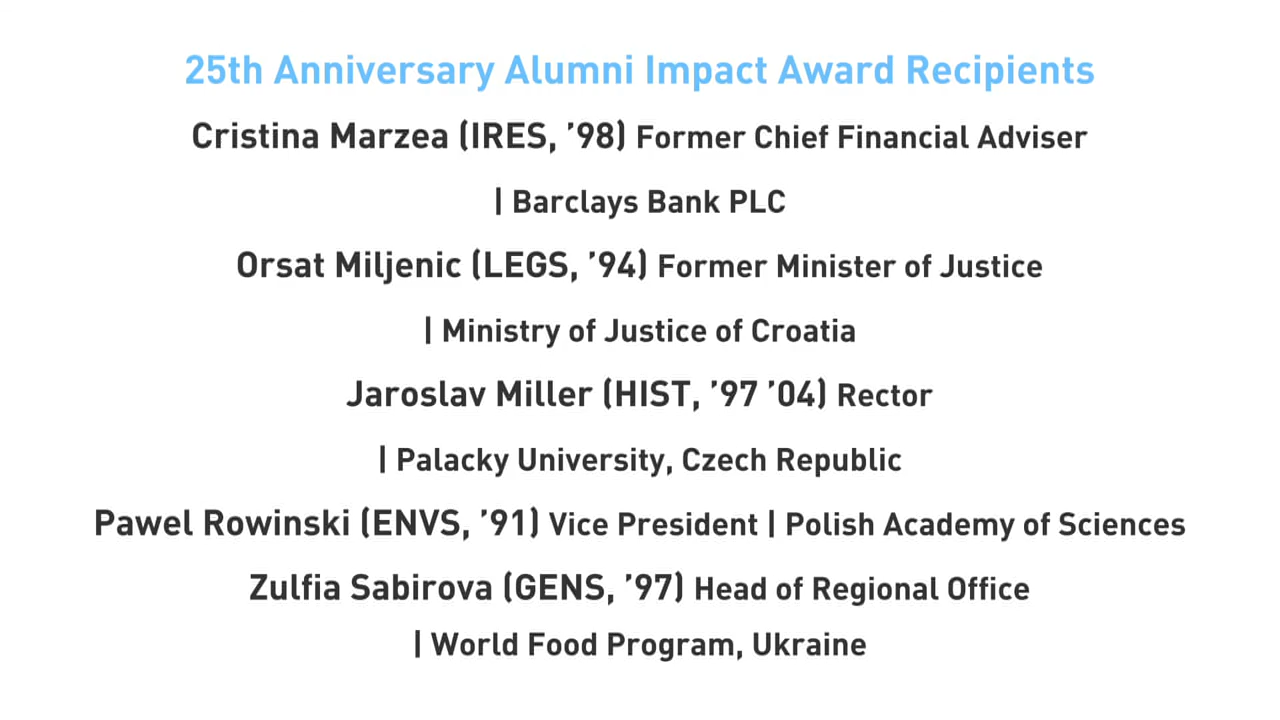 25th Anniversary Alumni Impact Award Recipients
Cristina Marzea (IRES, ’98) Former Chief Financial Adviser
| Barclays Bank PLC
Orsat Miljenic (LEGS, ’94) Former Minister of Justice
| Ministry of Justice of Croatia
Jaroslav Miller (HIST, ’97 ’04) Rector
| Palacky University, Czech Republic
Pawel Rowinski (ENVS, ’91) Vice President | Polish Academy of Sciences
Zulfia Sabirova (GENS, ’97) Head of Regional Office
| World Food Program, Ukraine